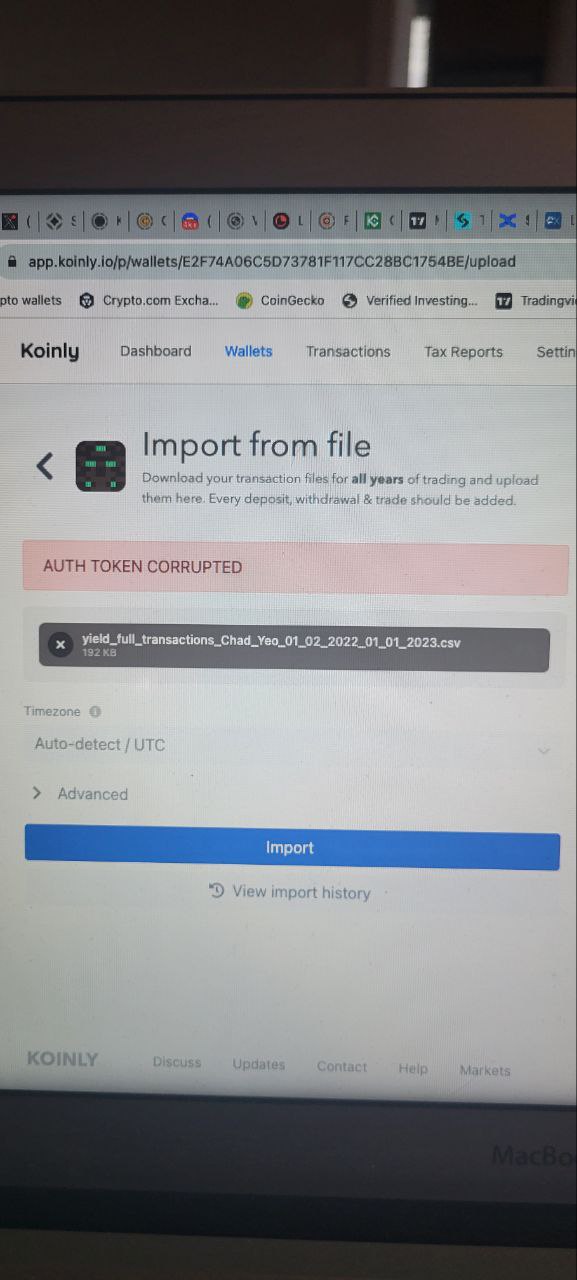 app.koinly.io/p/wallets/E2F74A06C5D73781F117CC28BC1754BE/upload
pto wallets Crypto.com Excha... CoinGecko Verified Investing... 17 Tradingvi
Koinly Dashboard Wallets Transactions Tax Reports Settin
Import from file
Download your transaction files for all years of trading and upload
them here. Every deposit, withdrawal & trade should be added.
AUTH TOKEN CORRUPTED
yield_full_transactions_Chad_Yeo_01_02_2022_01_01_2023.csv
192 KB
Timezone
Auto-detect / UTC
Advanced
Import
View import history
KOINLY Discuss Updates Contact Help Markets
MacBo